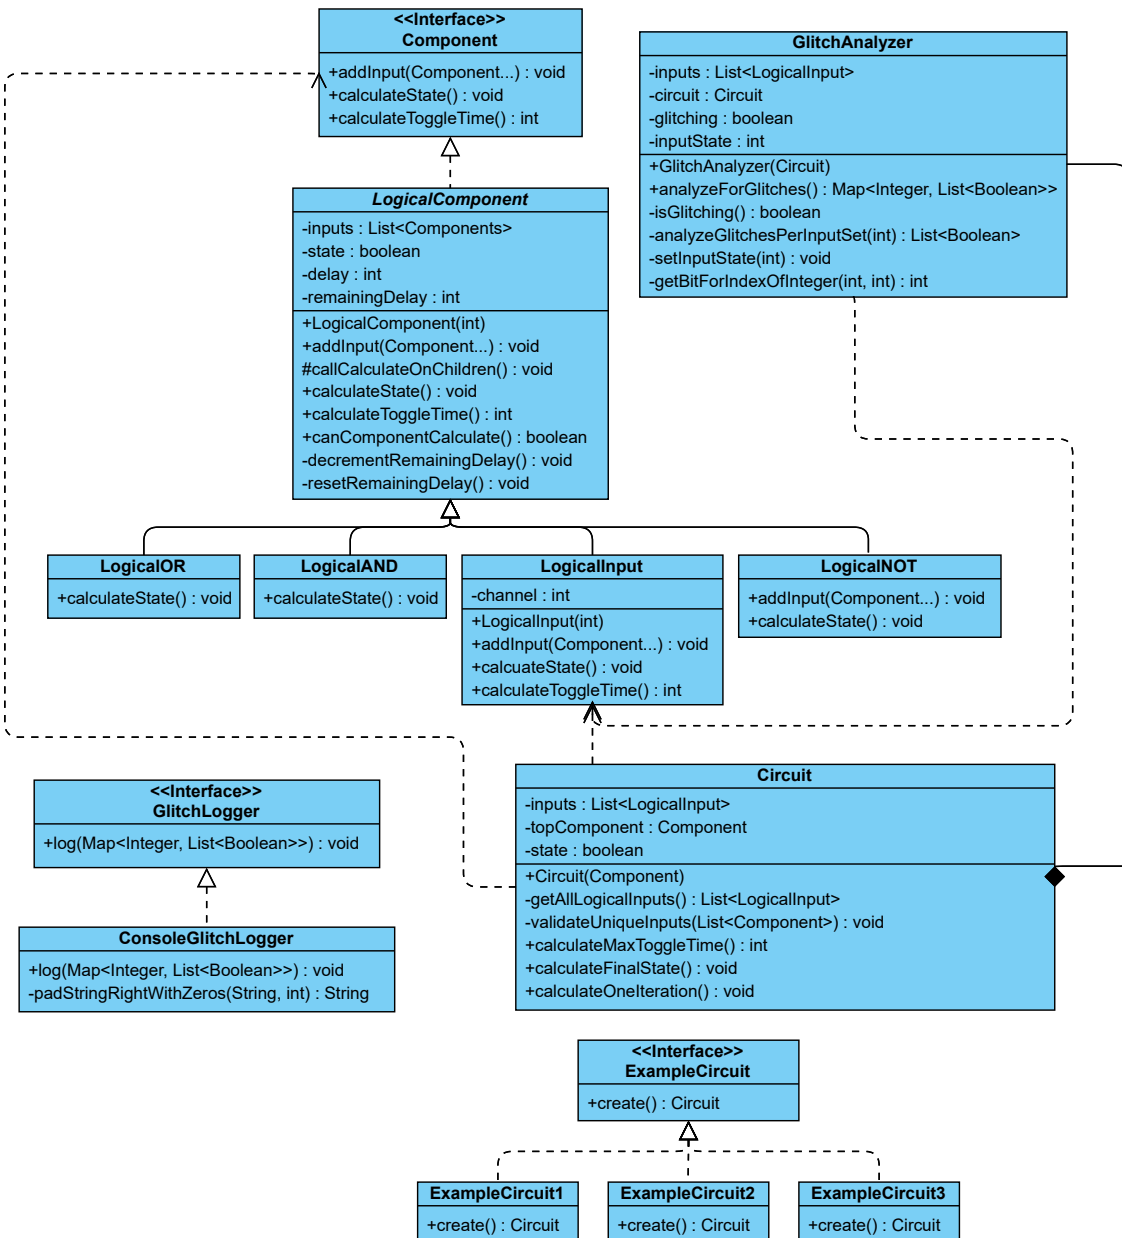 <<Interface>>
Component
+addInput(Component...) : void
+calculateState() : void
+calculateToggleTime() : int
GlitchAnalyzer
-inputs : List<LogicalInput>
-circuit : Circuit
-glitching : boolean
-inputState : int
+GlitchAnalyzer(Circuit)
+analyzeForGlitches() : Map<Integer, List<Boolean>>
-isGlitching() : boolean
-analyzeGlitchesPerInputSet(int) : List<Boolean>
-setInputState(int) : void
-getBitForIndexOfInteger(int, int) : int
LogicalComponent
-inputs : List<Components>
-state : boolean
-delay : int
-remainingDelay : int
+LogicalComponent(int)
+addInput(Component...) : void
#callCalculateOnChildren() : void
+calculateState() : void
+calculateToggleTime() : int
+canComponentCalculate() : boolean
-decrementRemainingDelay() : void
-resetRemainingDelay() : void
LogicalOR
+calculateState() : void
LogicalAND
+calculateState() : void
LogicalInput
-channel : int
+LogicalInput(int)
+addInput(Component...) : void
+calcuateState() : void
+calculateToggleTime() : int
LogicalNOT
+addInput(Component...) : void
+calculateState() : void
<<Interface>>
GlitchLogger
+log(Map<Integer, List<Boolean>>) : void
ConsoleGlitchLogger
+log(Map<Integer, List<Boolean>>) : void
-padStringRightWithZeros(String, int) : String
Circuit
-inputs : List<LogicalInput>
-topComponent : Component
-state : boolean
+Circuit(Component)
-getAllLogicalInputs() : List<LogicalInput>
-validateUniqueInputs(List<Component>) : void
+calculateMaxToggleTime() : int
+calculateFinalState() : void
+calculateOneIteration() : void
<<Interface>>
ExampleCircuit
+create() : Circuit
ExampleCircuit1
+create() : Circuit
ExampleCircuit2
+create() : Circuit
ExampleCircuit3
+create() : Circuit